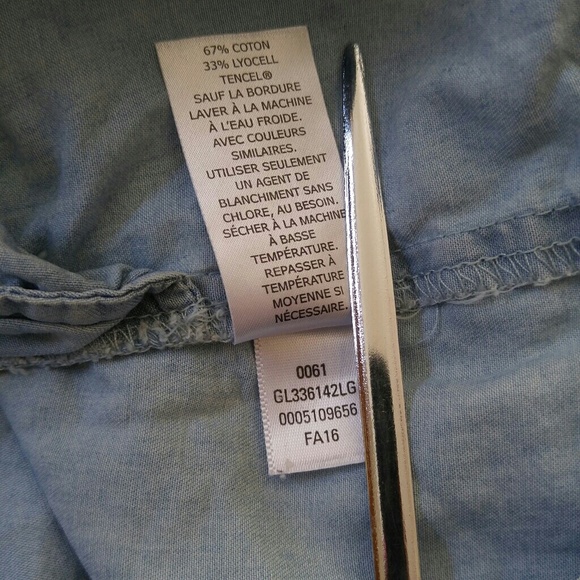 67% COTON
33% LYOCELL
TENCEL®
SAUF LA BORDURE
LAVER À LA MACHINE
À L'EAU FROIDE.
AVEC COULEURS
SIMILAIRES.
UTILISER SEULEMENT
UN AGENT DE
BLANCHIMENT SANS
CHLORE, AU BESOIN.
SÉCHER À LA MACHINE
À BASSE
TEMPÉRATURE.
REPASSER À
TEMPÉRATURE
MOYENNE SI
NÉCESSAIRE.
0061
GL336142LG
0005109656
FA16